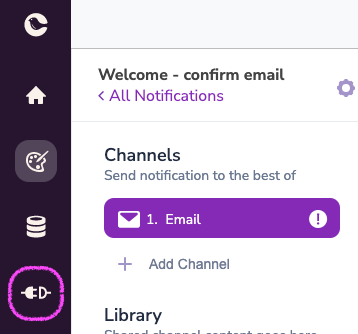 Welcome - confirm email
< All Notifications
Channels
Send notification to the best of
1. Email
Add Channel
Library
Shared channel content goes here